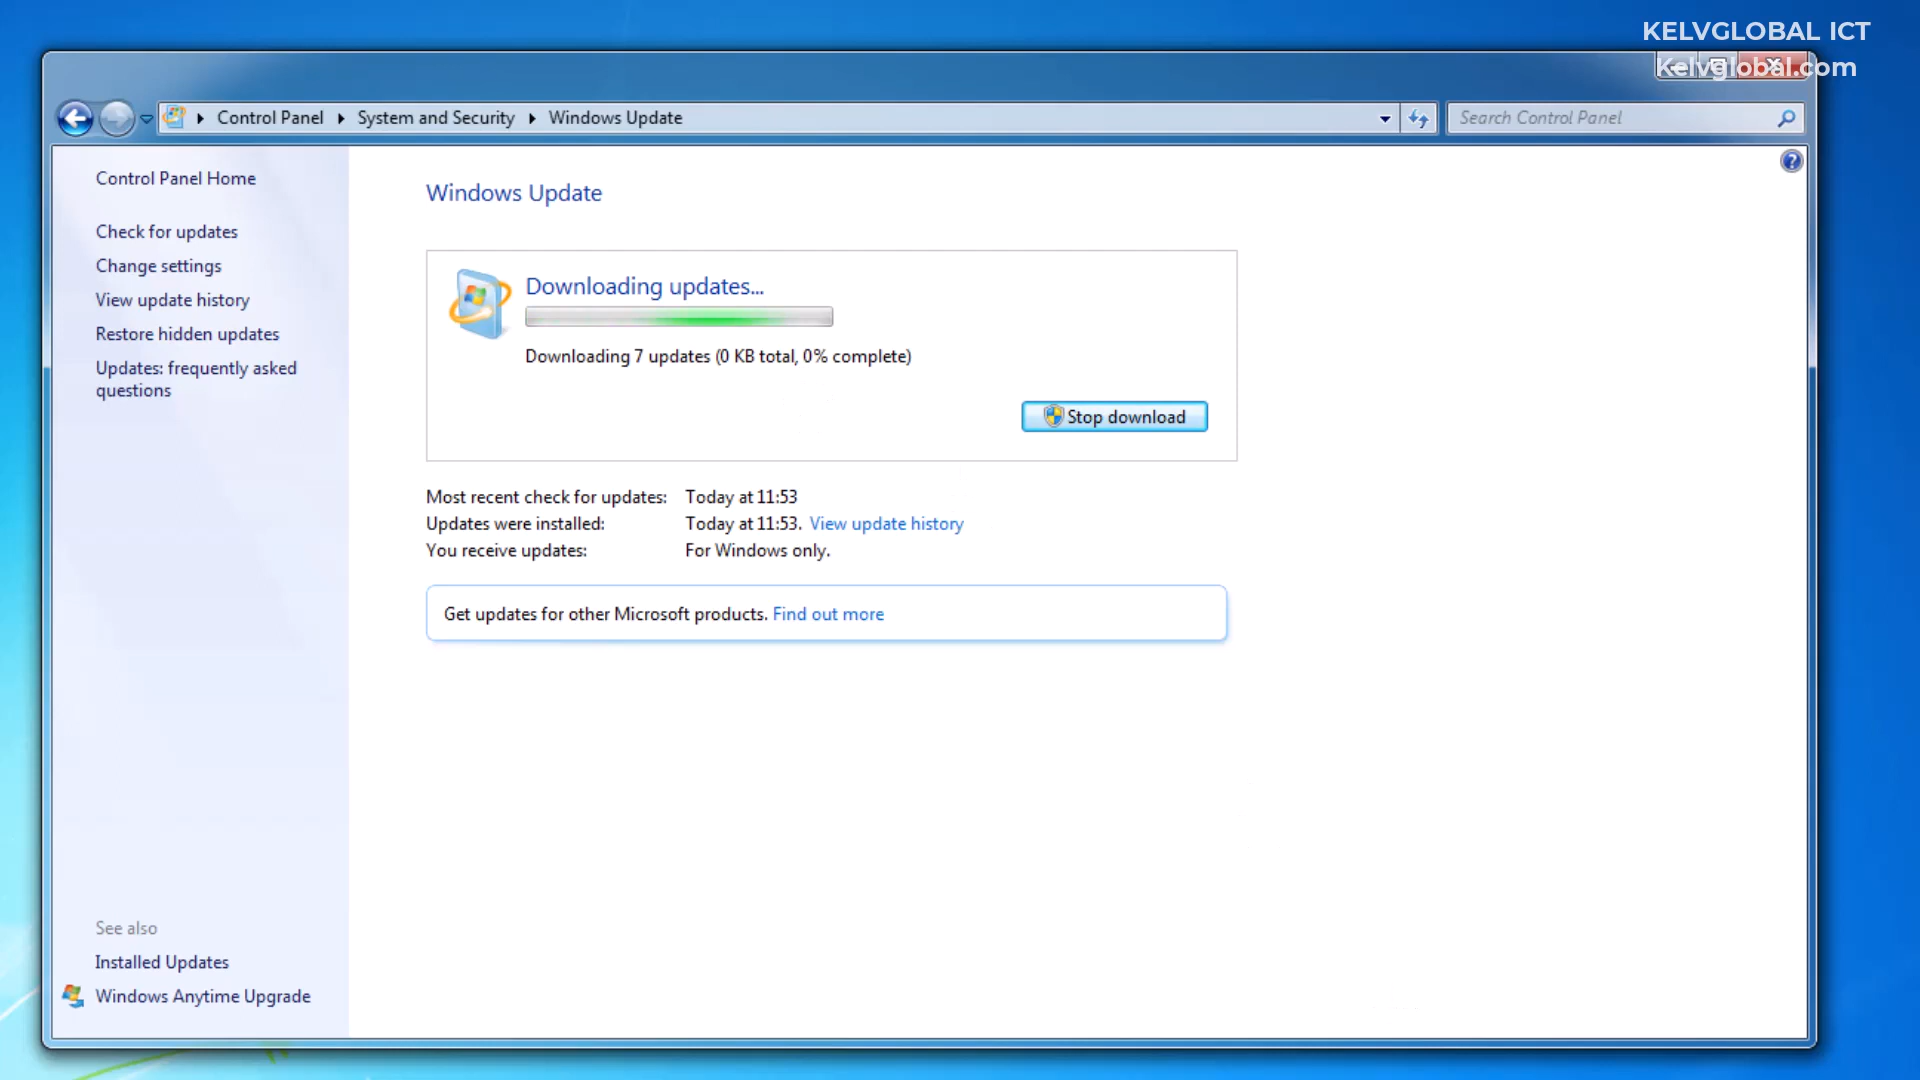 KELVGLOBAL ICT
Kelvglobal.com
Control Panel
System and Security
Windows Update
Search Control Panel
Control Panel Home
Check for updates
Change settings
View update history
Restore hidden updates
Updates: frequently asked
questions
Windows Update
Downloading updates...
Downloading 7 updates (0 KB total, 0% complete)
Stop download
Most recent check for updates: Today at 11:53
Updates were installed: Today at 11:53. View update history
You receive updates: For Windows only.
Get updates for other Microsoft products. Find out more
See also
Installed Updates
Windows Anytime Upgrade